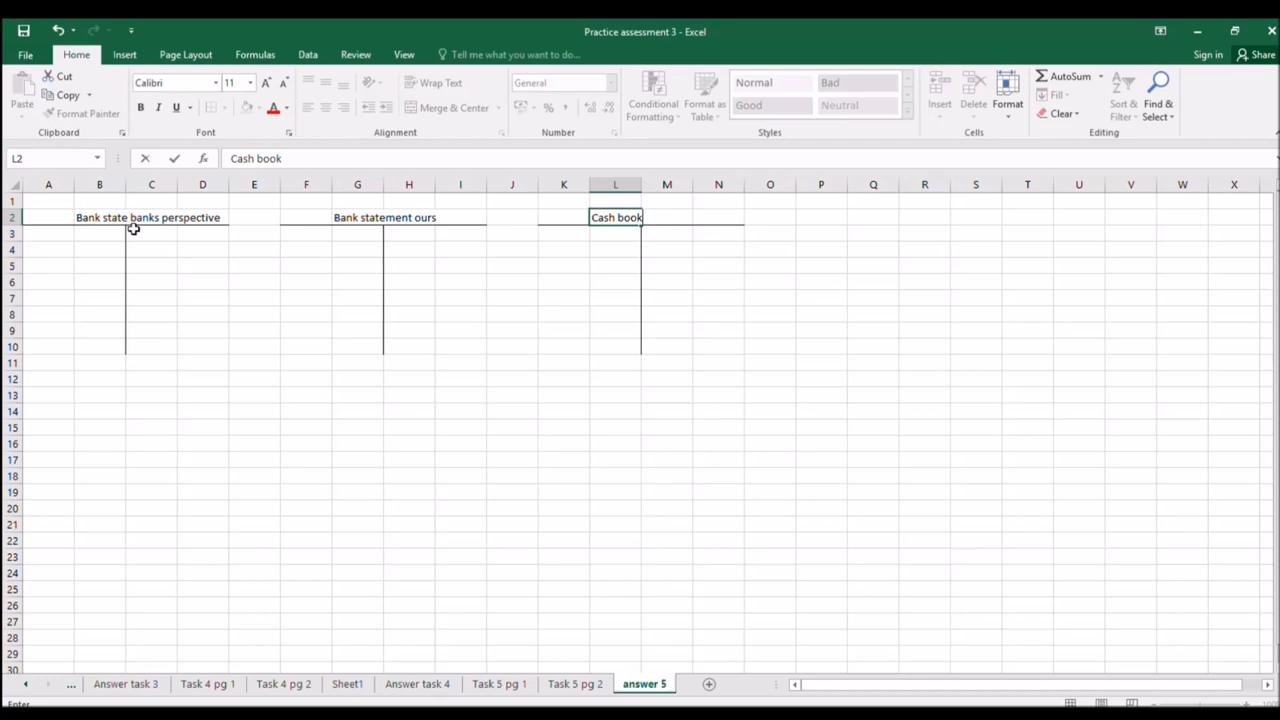 Practice assessment 3 - Excel
File Home Insert Page Layout Formulas Data Review View Tell me what you want to do... Sign in Share
Cut
Copy
Format Painter
Paste
Clipboard
Calibri 11
B I U
Font
Wrap Text
Merge & Center
Alignment
General
%
Number
Conditional Formatting
Format as Table
Normal Bad
Good Neutral
Styles
Insert Delete Format
Cells
AutoSum
Fill
Clear
Sort & Filter
Find & Select
Editing
L2 fx Cash book
A B C D E F G H I J K L M N O P Q R S T U V W X
1
2 Bank state banks perspective Bank statement ours Cash book
3
4
5
6
7
8
9
10
11
12
13
14
15
16
17
18
19
20
21
22
23
24
25
26
27
28
29
30
... Answer task 3 Task 4 pg 1 Task 4 pg 2 Sheet1 Answer task 4 Task 5 pg 1 Task 5 pg 2 answer 5
Enter